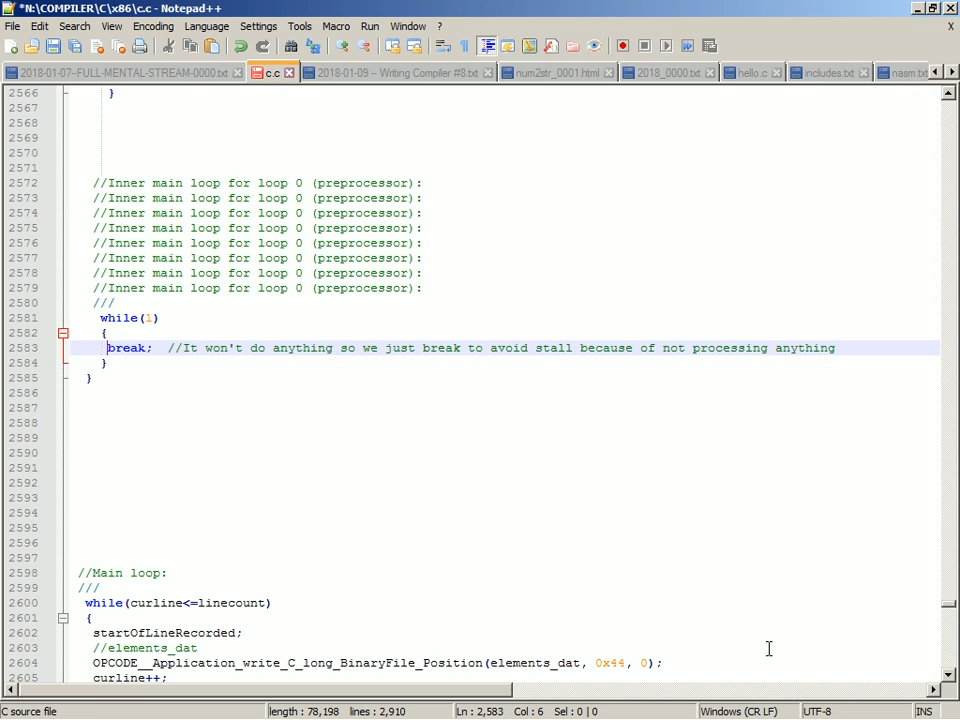 *N:\COMPILER\C\x86\c.c - Notepad++
File Edit Search View Encoding Language Settings Tools Macro Run Window ?
X
2018-01-07-FULL-MENTAL-STREAM-0000.txt c.c 2018-01-09 – Writing Compiler #8.txt num2str_0001.html 2018_0000.txt hello.c includes.txt nasm.txt
2566 }
2567
2568
2569
2570
2571
2572 //Inner main loop for loop 0 (preprocessor):
2573 //Inner main loop for loop 0 (preprocessor):
2574 //Inner main loop for loop 0 (preprocessor):
2575 //Inner main loop for loop 0 (preprocessor):
2576 //Inner main loop for loop 0 (preprocessor):
2577 //Inner main loop for loop 0 (preprocessor):
2578 //Inner main loop for loop 0 (preprocessor):
2579 //Inner main loop for loop 0 (preprocessor):
2580 ///
2581 while(1)
2582 {
2583 break; //It won't do anything so we just break to avoid stall because of not processing anything
2584 }
2585 }
2586
2587
2588
2589
2590
2591
2592
2593
2594
2595
2596
2597
2598 //Main loop:
2599 ///
2600 while(curline<=linecount)
2601 {
2602 startOfLineRecorded;
2603 //elements_dat
2604 OPCODE__Application_write_C_long_BinaryFile_Position(elements_dat, 0x44, 0);
2605 curline++;
C source file length : 78,198 lines : 2,910 Ln : 2,583 Col : 6 Sel : 0 | 0 Windows (CR LF) UTF-8 INS